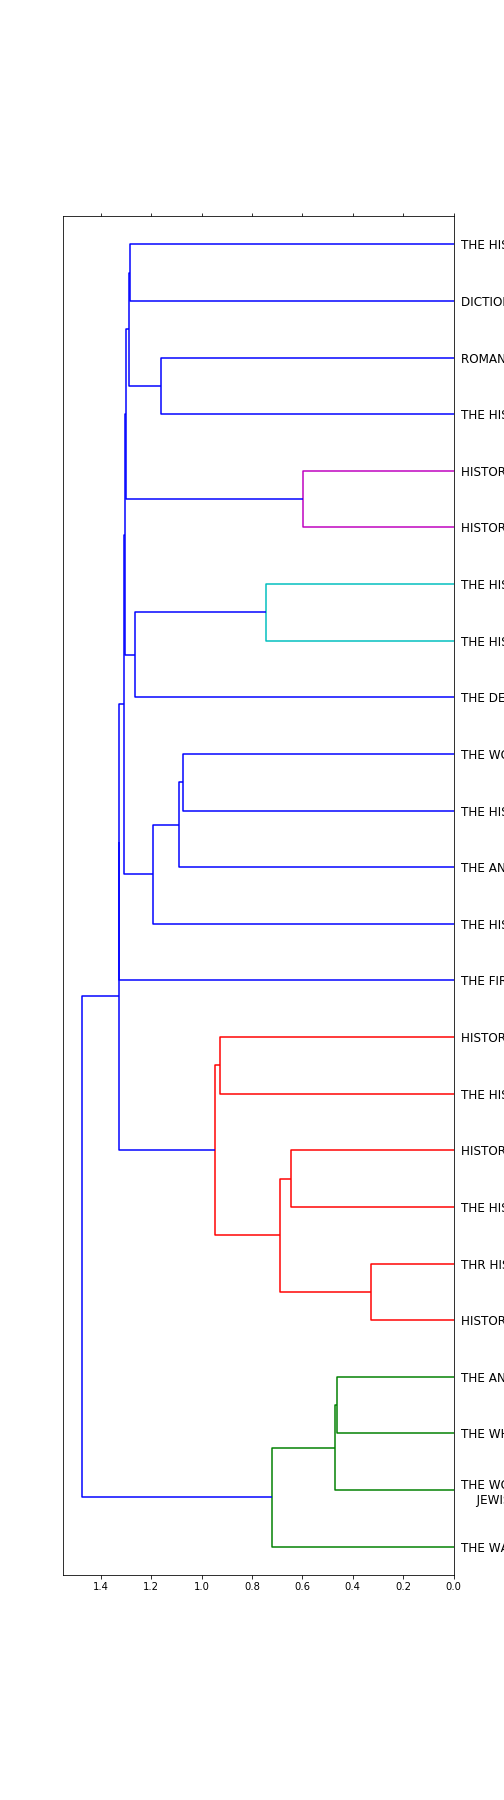 THE HIS
DICTION
ROMAN
THE HIS
HISTOR
HISTOR
THE HIS
THE HIS
THE DE
THE WO
THE HIS
THE AN
THE HIS
THE FIR
HISTOR
THE HIS
HISTOR
THE HIS
THR HIS
HISTOR
THE AN
THE WH
THE WO
JEWI
THE WA
1.4 1.2 1.0 0.8 0.6 0.4 0.2 0.0